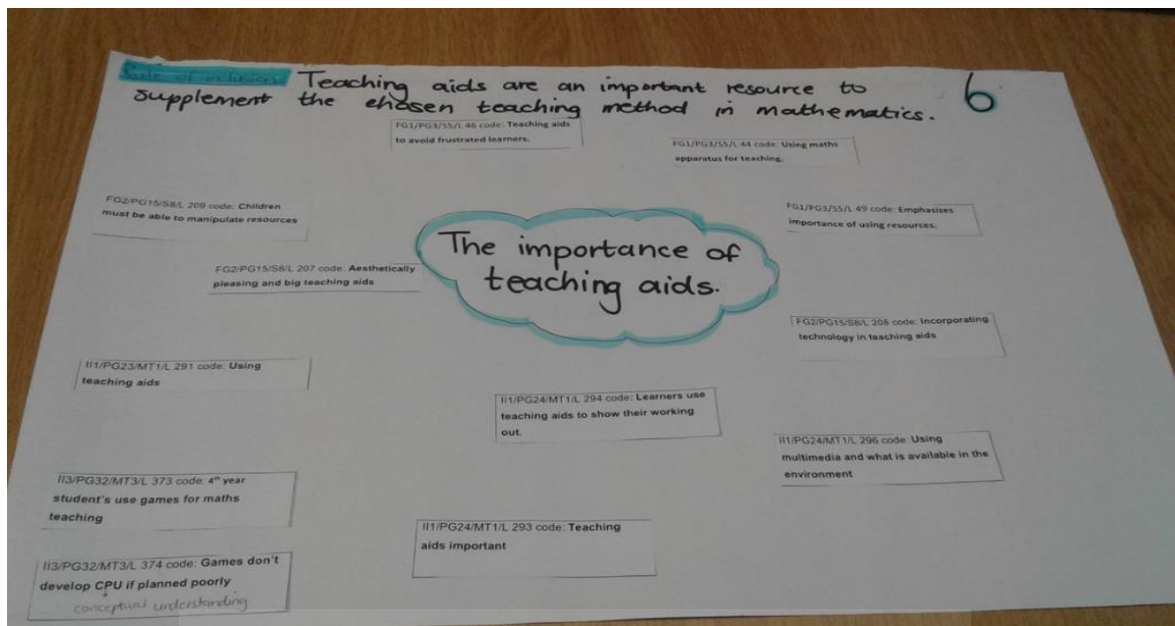 Rule of inclusion: Teaching aids are an important resource to
supplement the chosen teaching method in mathematics.
6
FG1/PG3/S5/L 46 code: Teaching aids
to avoid frustrated learners.
FG1/PG3/S5/L 44 code: Using maths
apparatus for teaching.
FG2/PG15/S8/L 209 code: Children
must be able to manipulate resources
FG1/PG3/S5/L 49 code: Emphasizes
importance of using resources.
The importance of
teaching aids.
FG2/PG15/S8/L 207 code: Aesthetically
pleasing and big teaching aids
FG2/PG15/S8/L 208 code: Incorporating
technology in teaching aids
II1/PG23/MT1/L 291 code: Using
teaching aids
II1/PG24/MT1/L 294 code: Learners use
teaching aids to show their working
out.
II1/PG24/MT1/L 296 code: Using
multimedia and what is available in the
environment
II3/PG32/MT3/L 373 code: 4th year
student's use games for maths
teaching
II1/PG24/MT1/L 293 code: Teaching
aids important
II3/PG32/MT3/L 374 code: Games don't
develop CPU if planned poorly
conceptual understanding